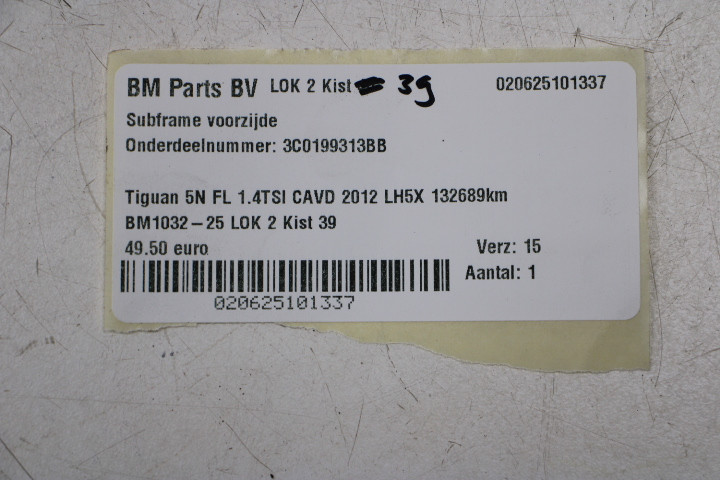 BM Parts BV LOK 2 Kist 39 020625101337
Subframe voorzijde
Onderdeelnummer: 3C0199313BB
Tiguan 5N FL 1.4TSI CAVD 2012 LH5X 132689km
BM1032-25 LOK 2 Kist 39
49.50 euro Verz: 15
Aantal: 1
020625101337